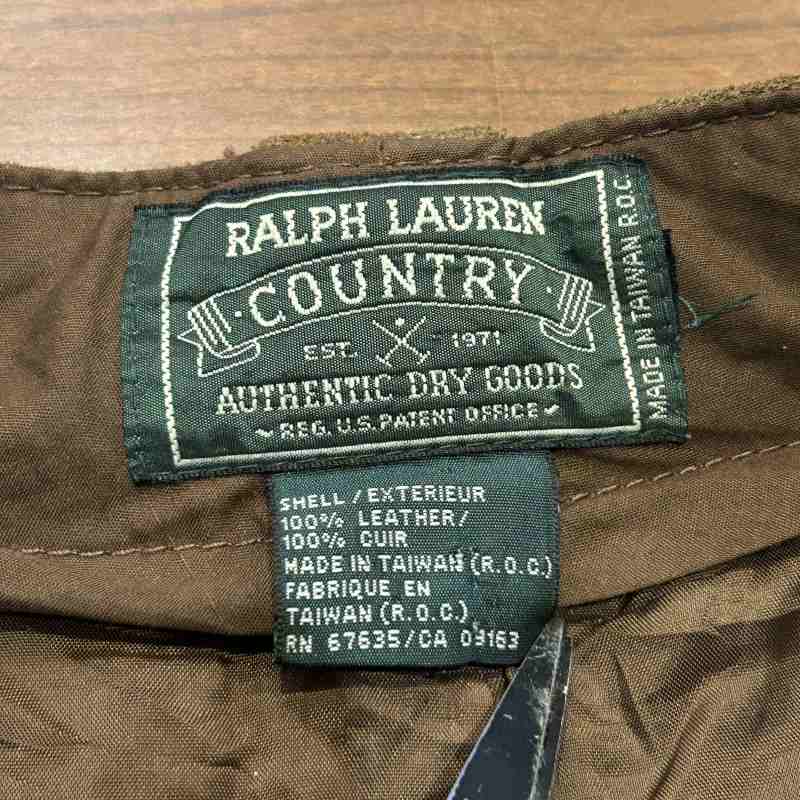 RALPH LAUREN
·COUNTRY·
EST. 1971
AUTHENTIC DRY GOODS
REG. U.S. PATENT OFFICE
MADE IN TAIWAN R.O.C.
SHELL/EXTERIEUR
100% LEATHER/
100% CUIR
MADE IN TAIWAN (R.O.C.)
FABRIQUE EN
TAIWAN (R.O.C.)
RN 67635/CA 09163